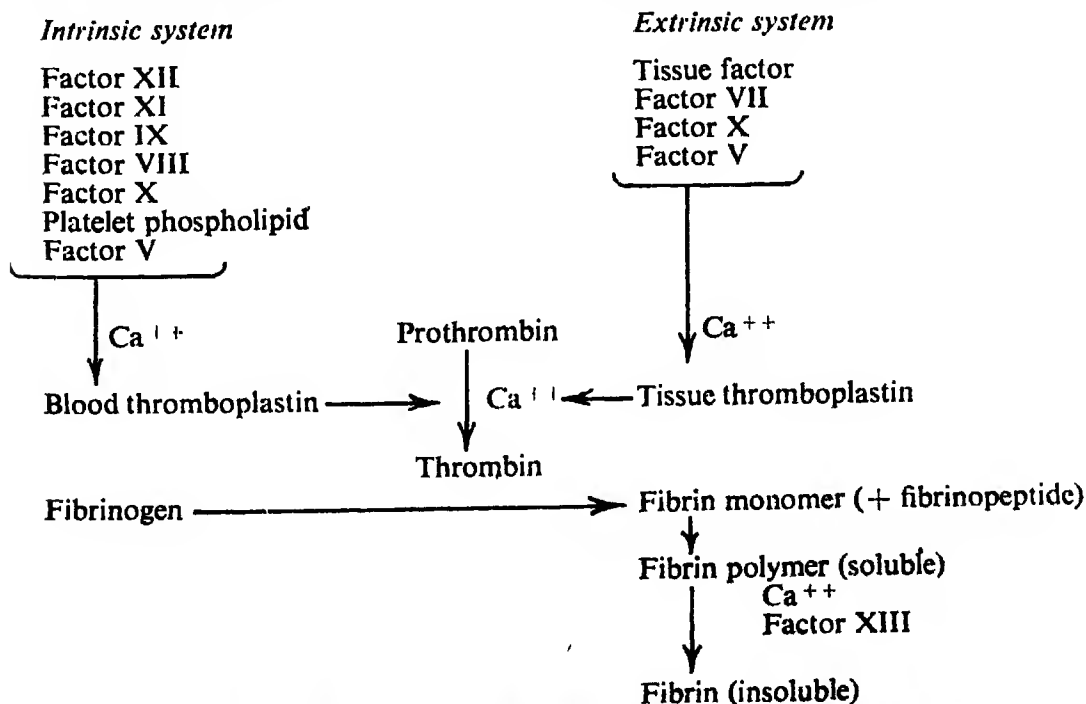 Intrinsic system
Factor XII
Factor XI
Factor IX
Factor VIII
Factor X
Platelet phospholipid
Factor V
Ca ++
Blood thromboplastin
Extrinsic system
Tissue factor
Factor VII
Factor X
Factor V
Ca ++
Tissue thromboplastin
Prothrombin
Ca ++
Thrombin
Fibrinogen
Fibrin monomer (+ fibrinopeptide)
Fibrin polymer (soluble)
Ca ++
Factor XIII
Fibrin (insoluble)